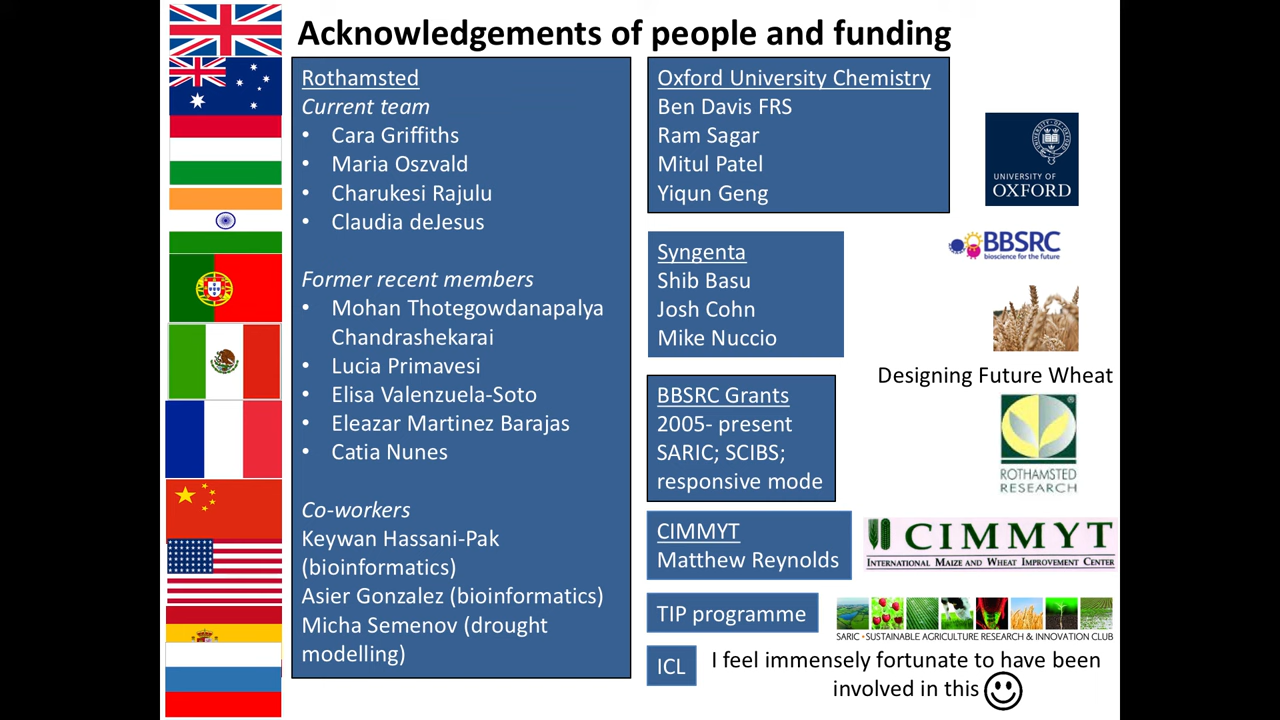 Acknowledgements of people and funding
Rothamsted
Current team
• Cara Griffiths
• Maria Oszvald
• Charukesi Rajulu
• Claudia deJesus
Former recent members
• Mohan Thotegowdanapalya
Chandrashekarai
• Lucia Primavesi
• Elisa Valenzuela-Soto
• Eleazar Martinez Barajas
• Catia Nunes
Co-workers
Keywan Hassani-Pak
(bioinformatics)
Asier Gonzalez (bioinformatics)
Micha Semenov (drought
modelling)
Oxford University Chemistry
Ben Davis FRS
Ram Sagar
Mitul Patel
Yiqun Geng
Syngenta
Shib Basu
Josh Cohn
Mike Nuccio
BBSRC Grants
2005- present
SARIC; SCIBS;
responsive mode
CIMMYT
Matthew Reynolds
TIP programme
ICL
UNIVERSITY OF
OXFORD
BBSRC
bioscience for the future
Designing Future Wheat
ROTHAMSTED
RESEARCH
®
CIMMYT
INTERNATIONAL MAIZE AND WHEAT IMPROVEMENT CENTER
SARIC • SUSTAINABLE AGRICULTURE RESEARCH & INNOVATION CLUB
I feel immensely fortunate to have been
involved in this